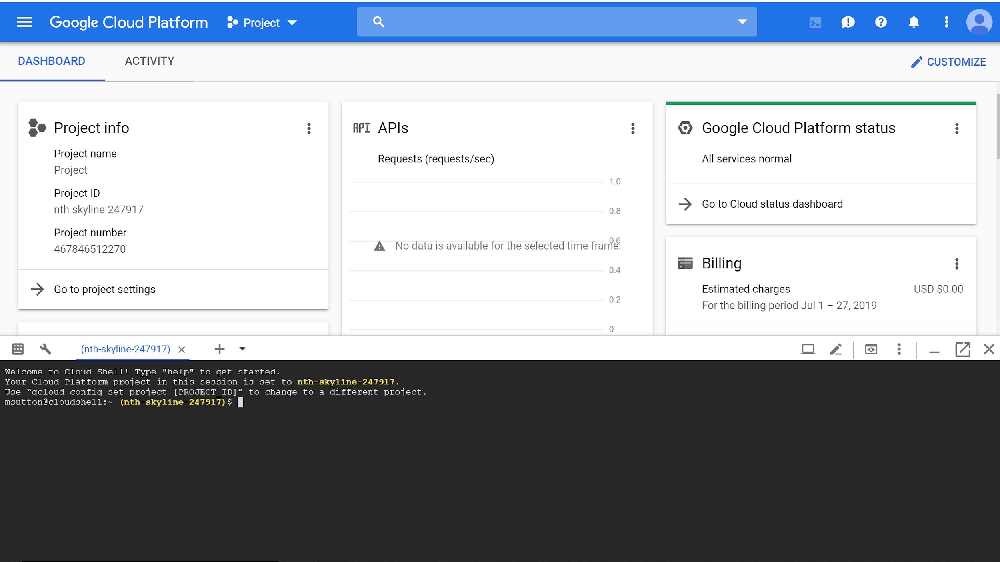 Google Cloud Platform Project
DASHBOARD ACTIVITY CUSTOMIZE
Project info
Project name
Project
Project ID
nth-skyline-247917
Project number
467846512270
Go to project settings
API APIs
Requests (requests/sec)
1.0
0.8
0.6
No data is available for the selected time frame.
0.4
0.2
0
Google Cloud Platform status
All services normal
Go to Cloud status dashboard
Billing
Estimated charges USD $0.00
For the billing period Jul 1 – 27, 2019
(nth-skyline-247917)
Welcome to Cloud Shell! Type "help" to get started.
Your Cloud Platform project in this session is set to nth-skyline-247917.
Use “gcloud config set project [PROJECT_ID]” to change to a different project.
msutton@cloudshell:~ (nth-skyline-247917)$